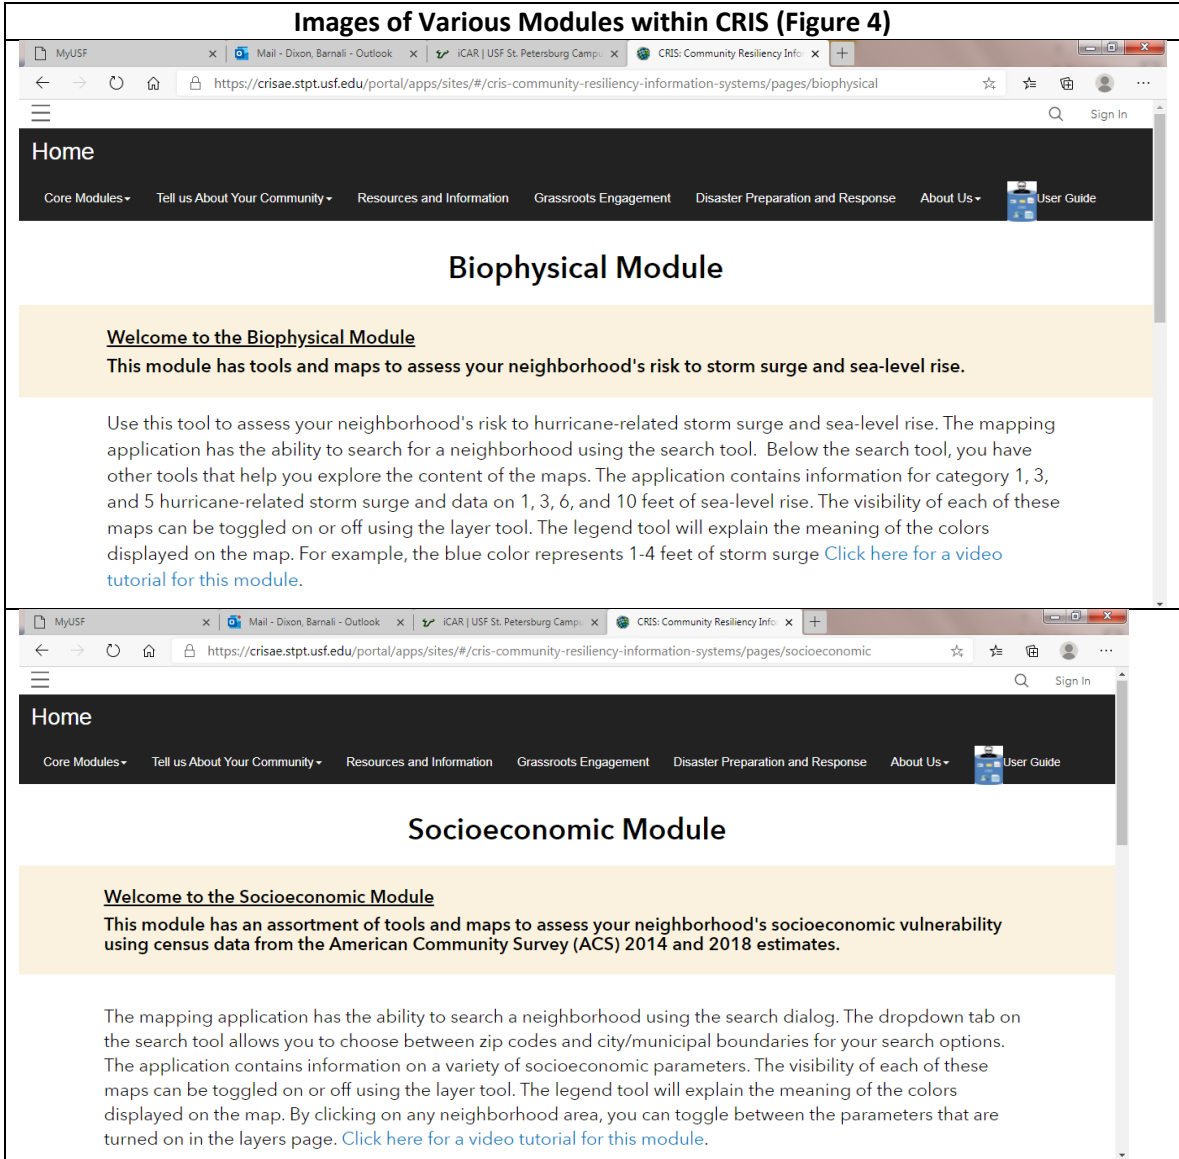 Images of Various Modules within CRIS (Figure 4)
MyUSF Mail - Dixon, Barnali - Outlook iCAR | USF St. Petersburg Campu CRIS: Community Resiliency Info
https://crisae.stpt.usf.edu/portal/apps/sites/#/cris-community-resiliency-information-systems/pages/biophysical
Sign In
Home
Core Modules Tell us About Your Community Resources and Information Grassroots Engagement Disaster Preparation and Response About Us User Guide
Biophysical Module
Welcome to the Biophysical Module
This module has tools and maps to assess your neighborhood's risk to storm surge and sea-level rise.
Use this tool to assess your neighborhood's risk to hurricane-related storm surge and sea-level rise. The mapping
application has the ability to search for a neighborhood using the search tool. Below the search tool, you have
other tools that help you explore the content of the maps. The application contains information for category 1, 3,
and 5 hurricane-related storm surge and data on 1, 3, 6, and 10 feet of sea-level rise. The visibility of each of these
maps can be toggled on or off using the layer tool. The legend tool will explain the meaning of the colors
displayed on the map. For example, the blue color represents 1-4 feet of storm surge Click here for a video
tutorial for this module.
MyUSF Mail - Dixon, Barnali - Outlook iCAR | USF St. Petersburg Campu CRIS: Community Resiliency Info
https://crisae.stpt.usf.edu/portal/apps/sites/#/cris-community-resiliency-information-systems/pages/socioeconomic
Sign In
Home
Core Modules Tell us About Your Community Resources and Information Grassroots Engagement Disaster Preparation and Response About Us User Guide
Socioeconomic Module
Welcome to the Socioeconomic Module
This module has an assortment of tools and maps to assess your neighborhood's socioeconomic vulnerability
using census data from the American Community Survey (ACS) 2014 and 2018 estimates.
The mapping application has the ability to search a neighborhood using the search dialog. The dropdown tab on
the search tool allows you to choose between zip codes and city/municipal boundaries for your search options.
The application contains information on a variety of socioeconomic parameters. The visibility of each of these
maps can be toggled on or off using the layer tool. The legend tool will explain the meaning of the colors
displayed on the map. By clicking on any neighborhood area, you can toggle between the parameters that are
turned on in the layers page. Click here for a video tutorial for this module.